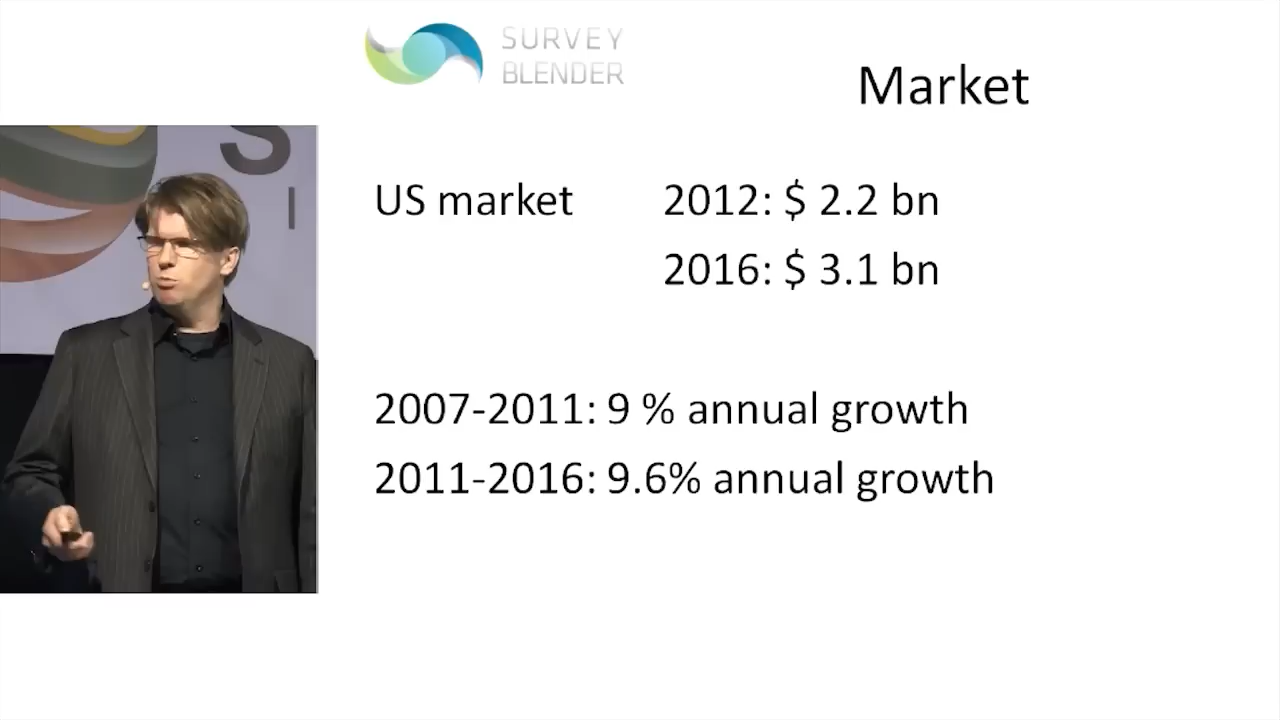 SURVEY
BLENDER
Market
US market 2012: $ 2.2 bn
2016: $ 3.1 bn
2007-2011: 9 % annual growth
2011-2016: 9.6% annual growth
S